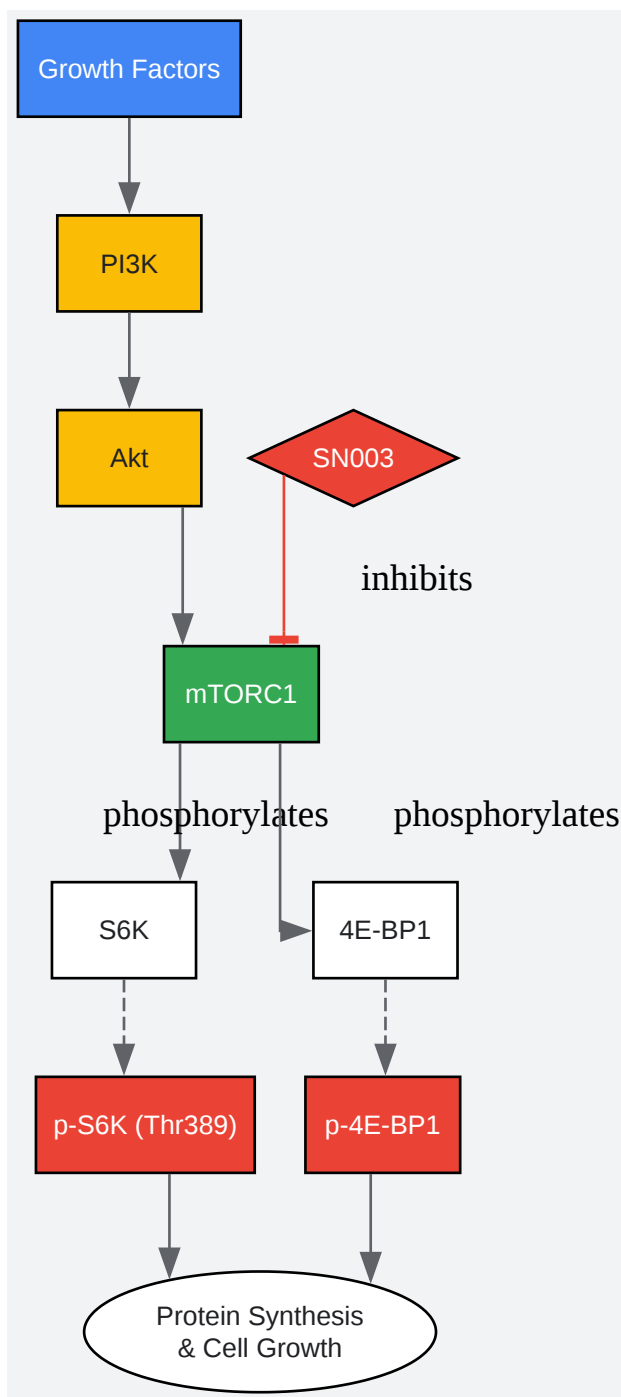 Growth Factors
PI3K
Akt
SN003
inhibits
mTORC1
phosphorylates
phosphorylates
S6K
4E-BP1
p-S6K (Thr389)
p-4E-BP1
Protein Synthesis
& Cell Growth